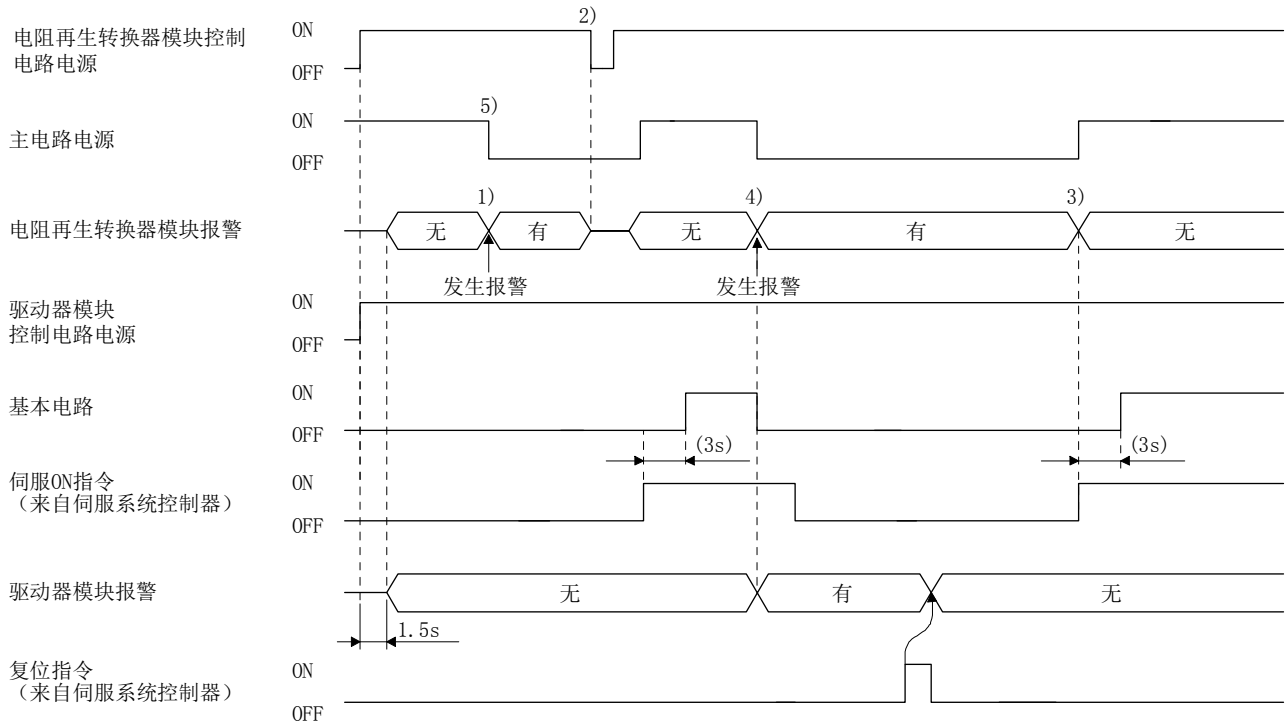 电阻再生转换器模块控制
电路电源
ON
OFF
2)
主电路电源
ON
OFF
5)
电阻再生转换器模块报警
1)
4)
3)
无
有
无
有
无
发生报警
发生报警
驱动器模块
控制电路电源
ON
OFF
基本电路
ON
OFF
(3s)
(3s)
伺服ON指令
（来自伺服系统控制器）
ON
OFF
驱动器模块报警
无
有
无
1.5s
复位指令
（来自伺服系统控制器）
ON
OFF